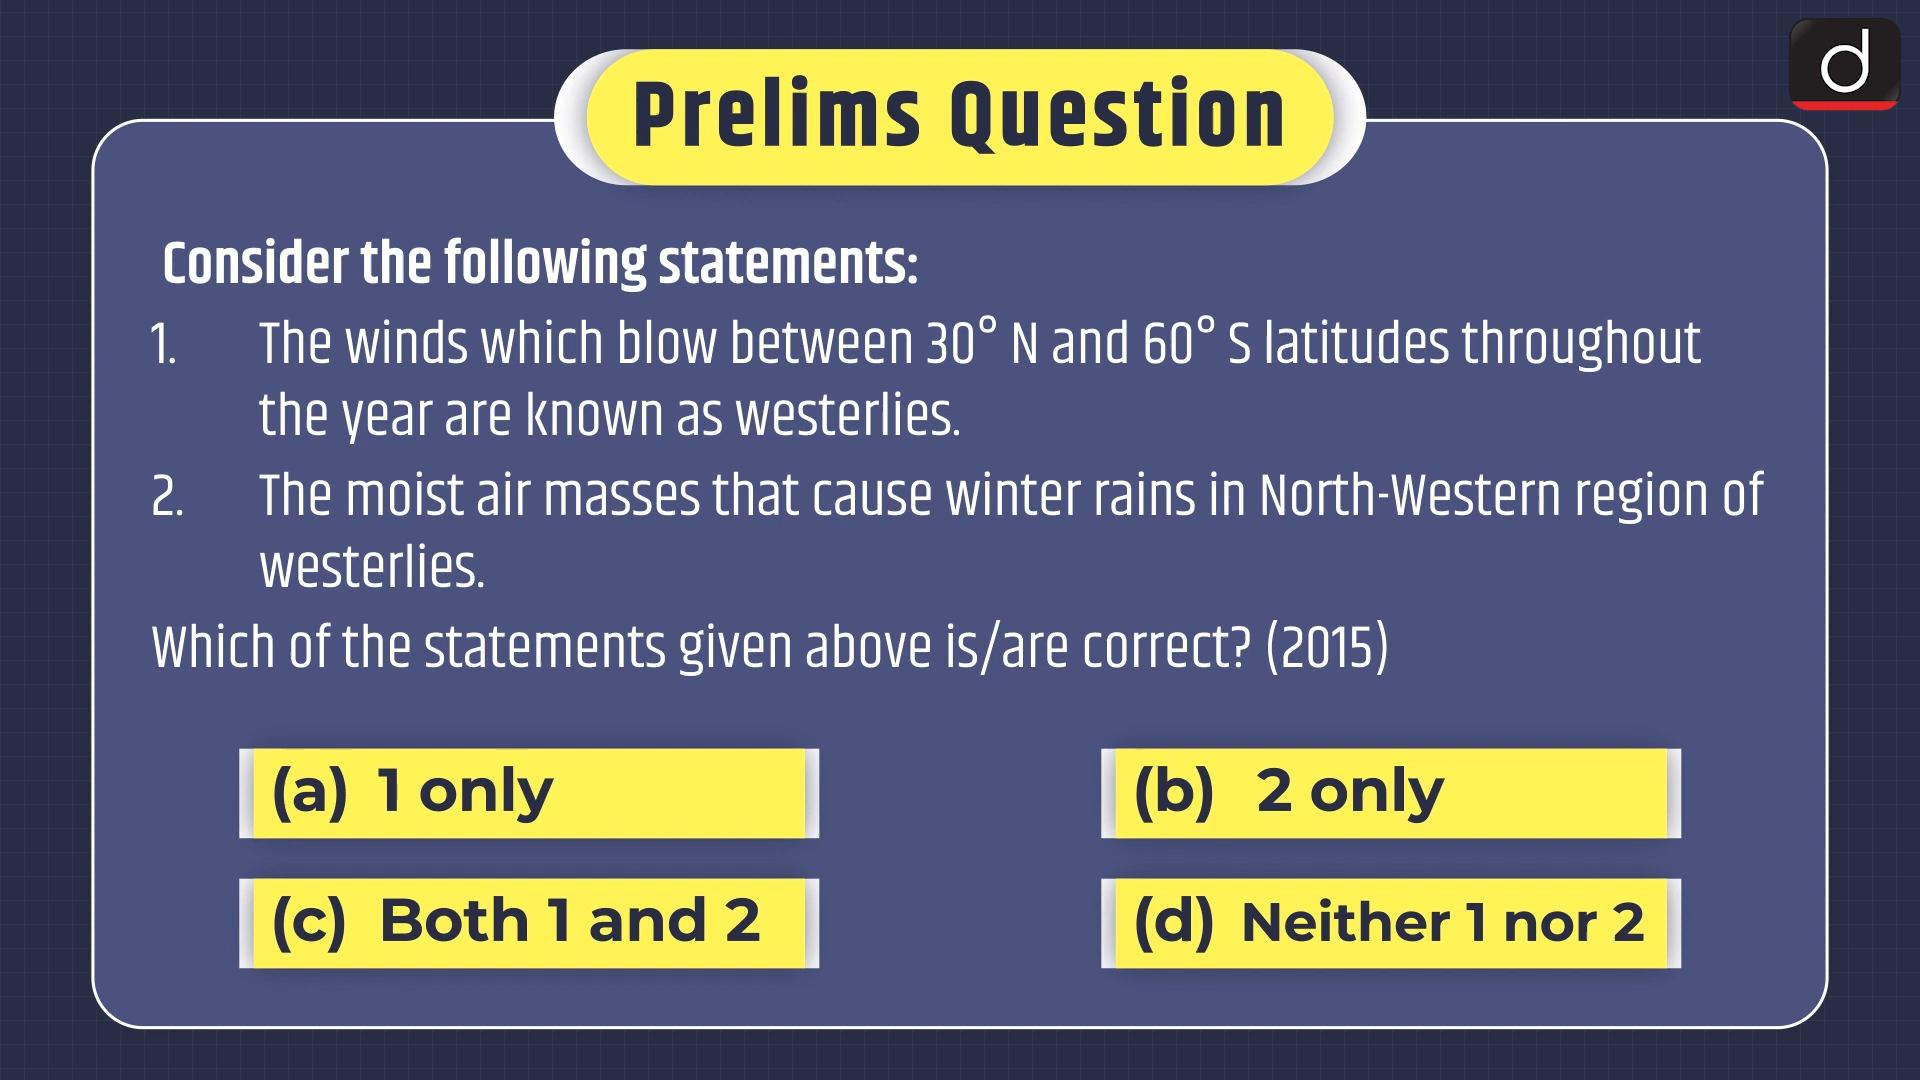 d
Prelims Question
Consider the following statements:
1. The winds which blow between 30° N and 60° S latitudes throughout
the year are known as westerlies.
2. The moist air masses that cause winter rains in North-Western region of
westerlies.
Which of the statements given above is/are correct? (2015)
(a) 1 only
(b) 2 only
(c) Both 1 and 2
(d) Neither 1 nor 2